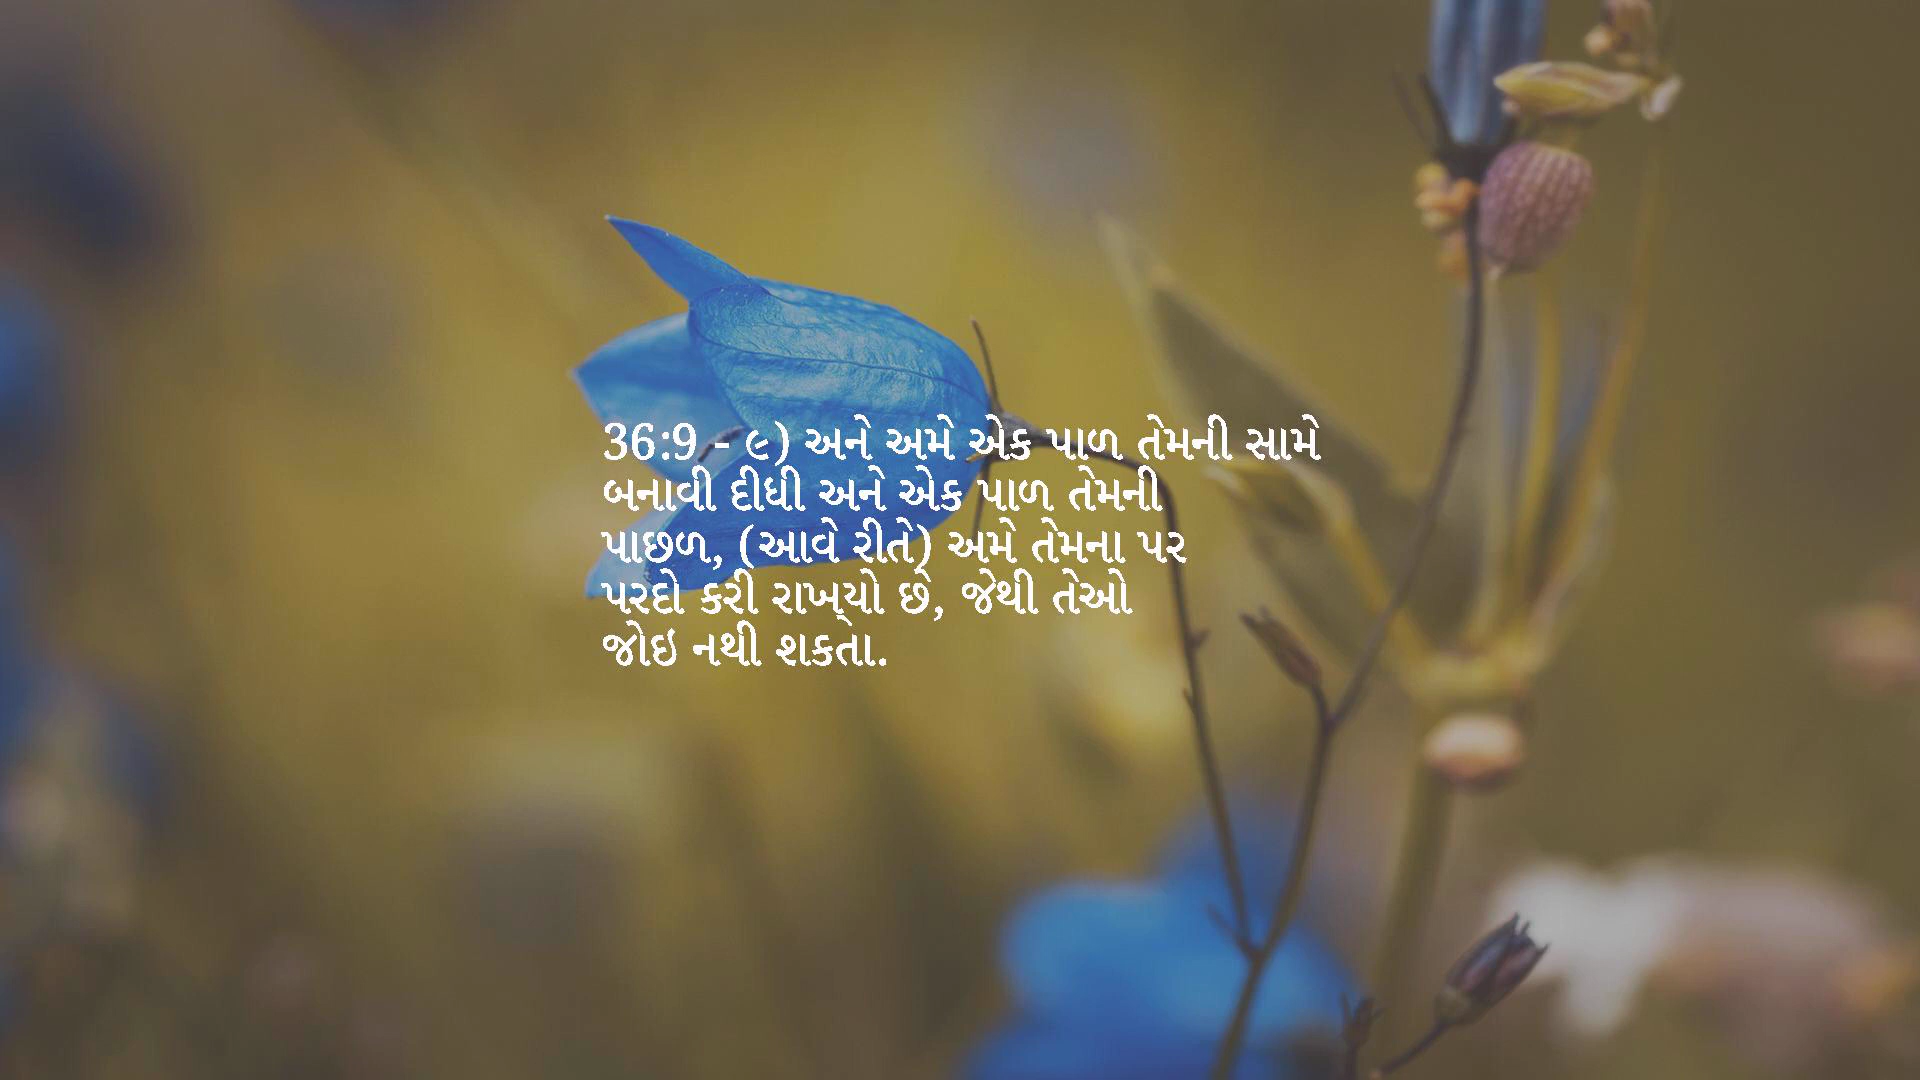 36:9 - ૯) અને અમે એક પાળ તેમની સામે
બનાવી દીધી અને એક પાળ તેમની
પાછળ, (આવે રીતે) અમે તેમના પર
પરદો કરી રાખ્યો છે, જેથી તેઓ
જોઇ નથી શકતા.